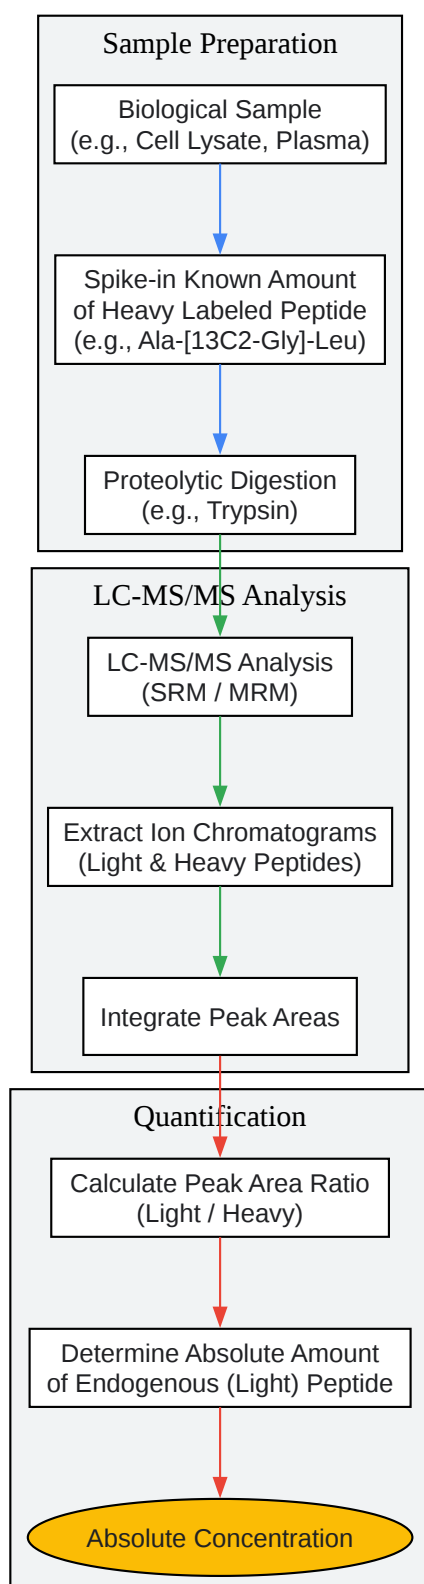 Sample Preparation
Biological Sample
(e.g., Cell Lysate, Plasma)
Spike-in Known Amount
of Heavy Labeled Peptide
(e.g., Ala-[13C2-Gly]-Leu)
Proteolytic Digestion
(e.g., Trypsin)
LC-MS/MS Analysis
LC-MS/MS Analysis
(SRM / MRM)
Extract Ion Chromatograms
(Light & Heavy Peptides)
Integrate Peak Areas
Quantification
Calculate Peak Area Ratio
(Light / Heavy)
Determine Absolute Amount
of Endogenous (Light) Peptide
Absolute Concentration